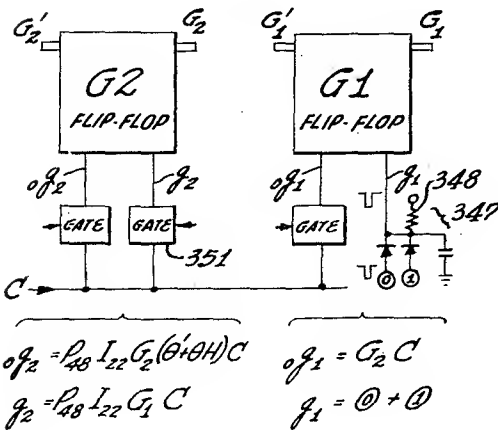 G₂' G₂ G₁' G₁
G2 G1
FLIP-FLOP FLIP-FLOP
₀g₂ g₂ ₀g₁ g₁ 348
347
GATE GATE GATE
351
C 0 1
₀g₂ = P₄₈ I₂₂ G₂ (θ'+θH) C ₀g₁ = G₂ C
g₂ = P₄₈ I₂₂ G₁ C g₁ = ⓪ + ①